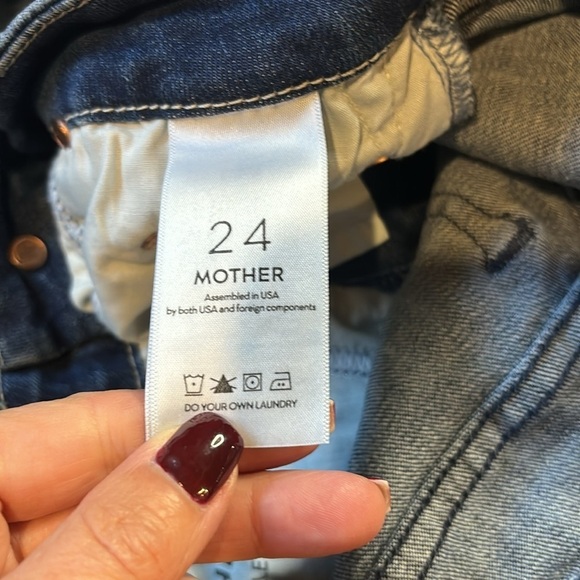 24
MOTHER
Assembled in USA
by both USA and foreign components
DO YOUR OWN LAUNDRY